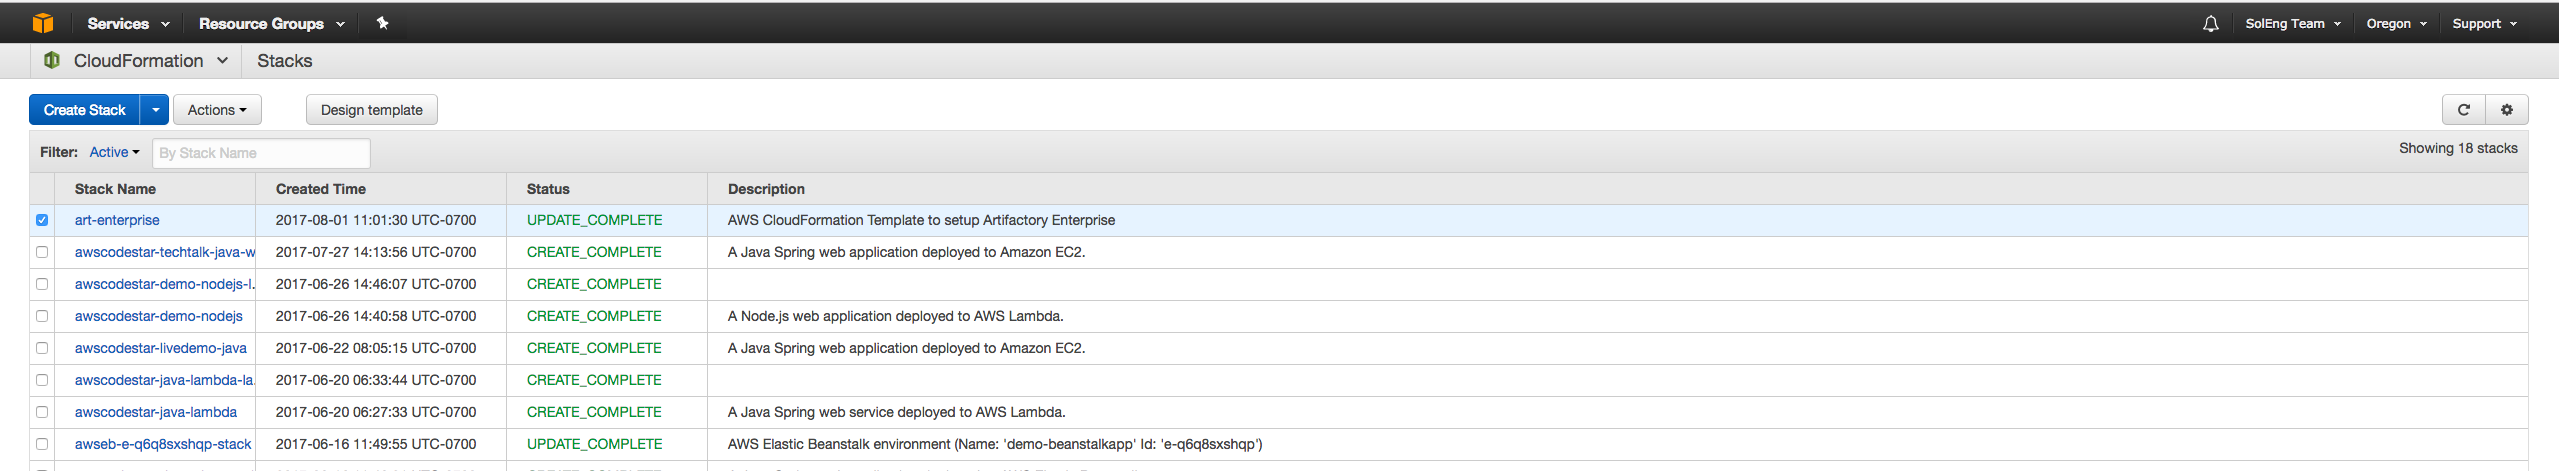 Services Resource Groups SolEng Team Oregon Support
CloudFormation Stacks
Create Stack Actions Design template
Filter: Active By Stack Name Showing 18 stacks
Stack Name Created Time Status Description
art-enterprise 2017-08-01 11:01:30 UTC-0700 UPDATE_COMPLETE AWS CloudFormation Template to setup Artifactory Enterprise
awscodestar-techtalk-java-w 2017-07-27 14:13:56 UTC-0700 CREATE_COMPLETE A Java Spring web application deployed to Amazon EC2.
awscodestar-demo-nodejs-l. 2017-06-26 14:46:07 UTC-0700 CREATE_COMPLETE
awscodestar-demo-nodejs 2017-06-26 14:40:58 UTC-0700 CREATE_COMPLETE A Node.js web application deployed to AWS Lambda.
awscodestar-livedemo-java 2017-06-22 08:05:15 UTC-0700 CREATE_COMPLETE A Java Spring web application deployed to Amazon EC2.
awscodestar-java-lambda-la. 2017-06-20 06:33:44 UTC-0700 CREATE_COMPLETE
awscodestar-java-lambda 2017-06-20 06:27:33 UTC-0700 CREATE_COMPLETE A Java Spring web service deployed to AWS Lambda.
awseb-e-q6q8sxshqp-stack 2017-06-16 11:49:55 UTC-0700 UPDATE_COMPLETE AWS Elastic Beanstalk environment (Name: 'demo-beanstalkapp' Id: 'e-q6q8sxshqp')